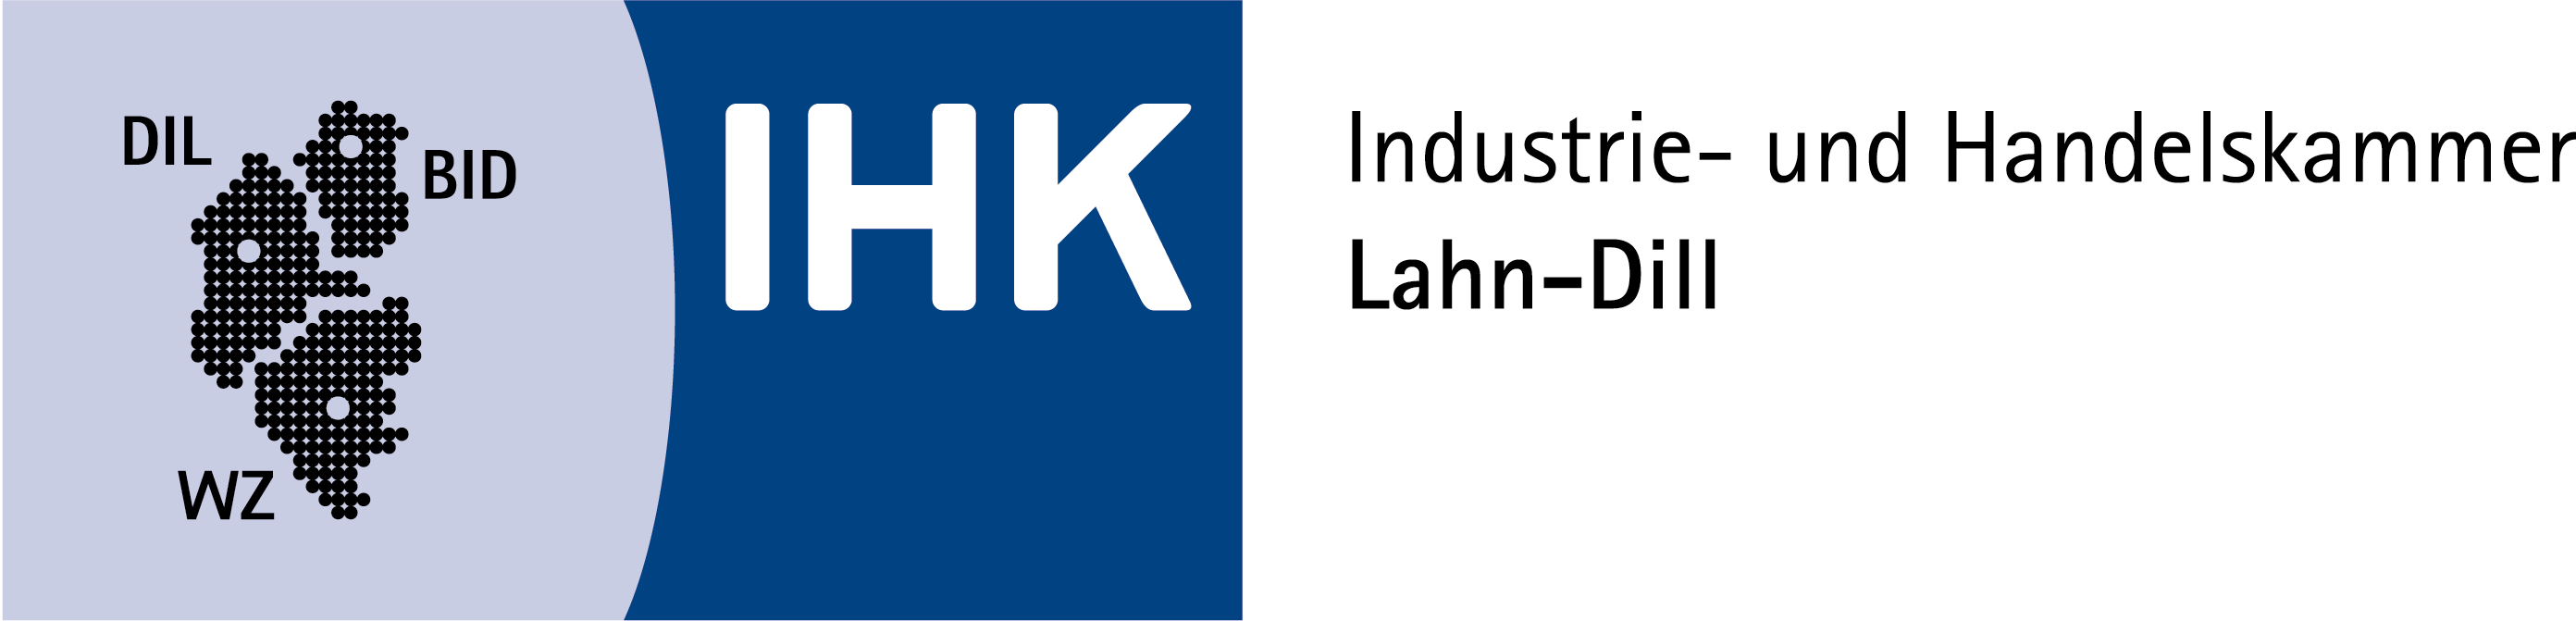 DIL
BID
WZ
IHK
Industrie- und Handelskammer
Lahn-Dill